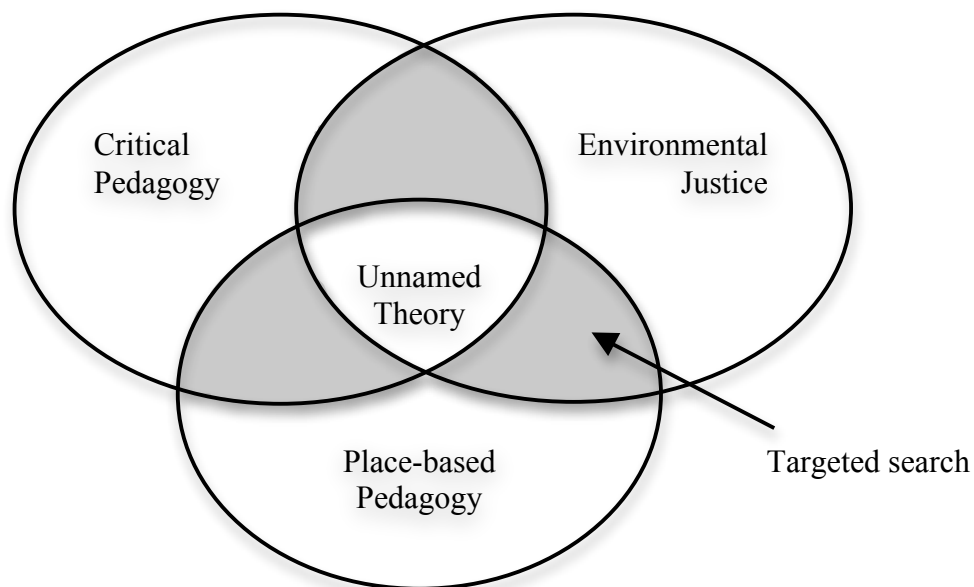 Critical
Pedagogy
Environmental
Justice
Unnamed
Theory
Place-based
Pedagogy
Targeted search